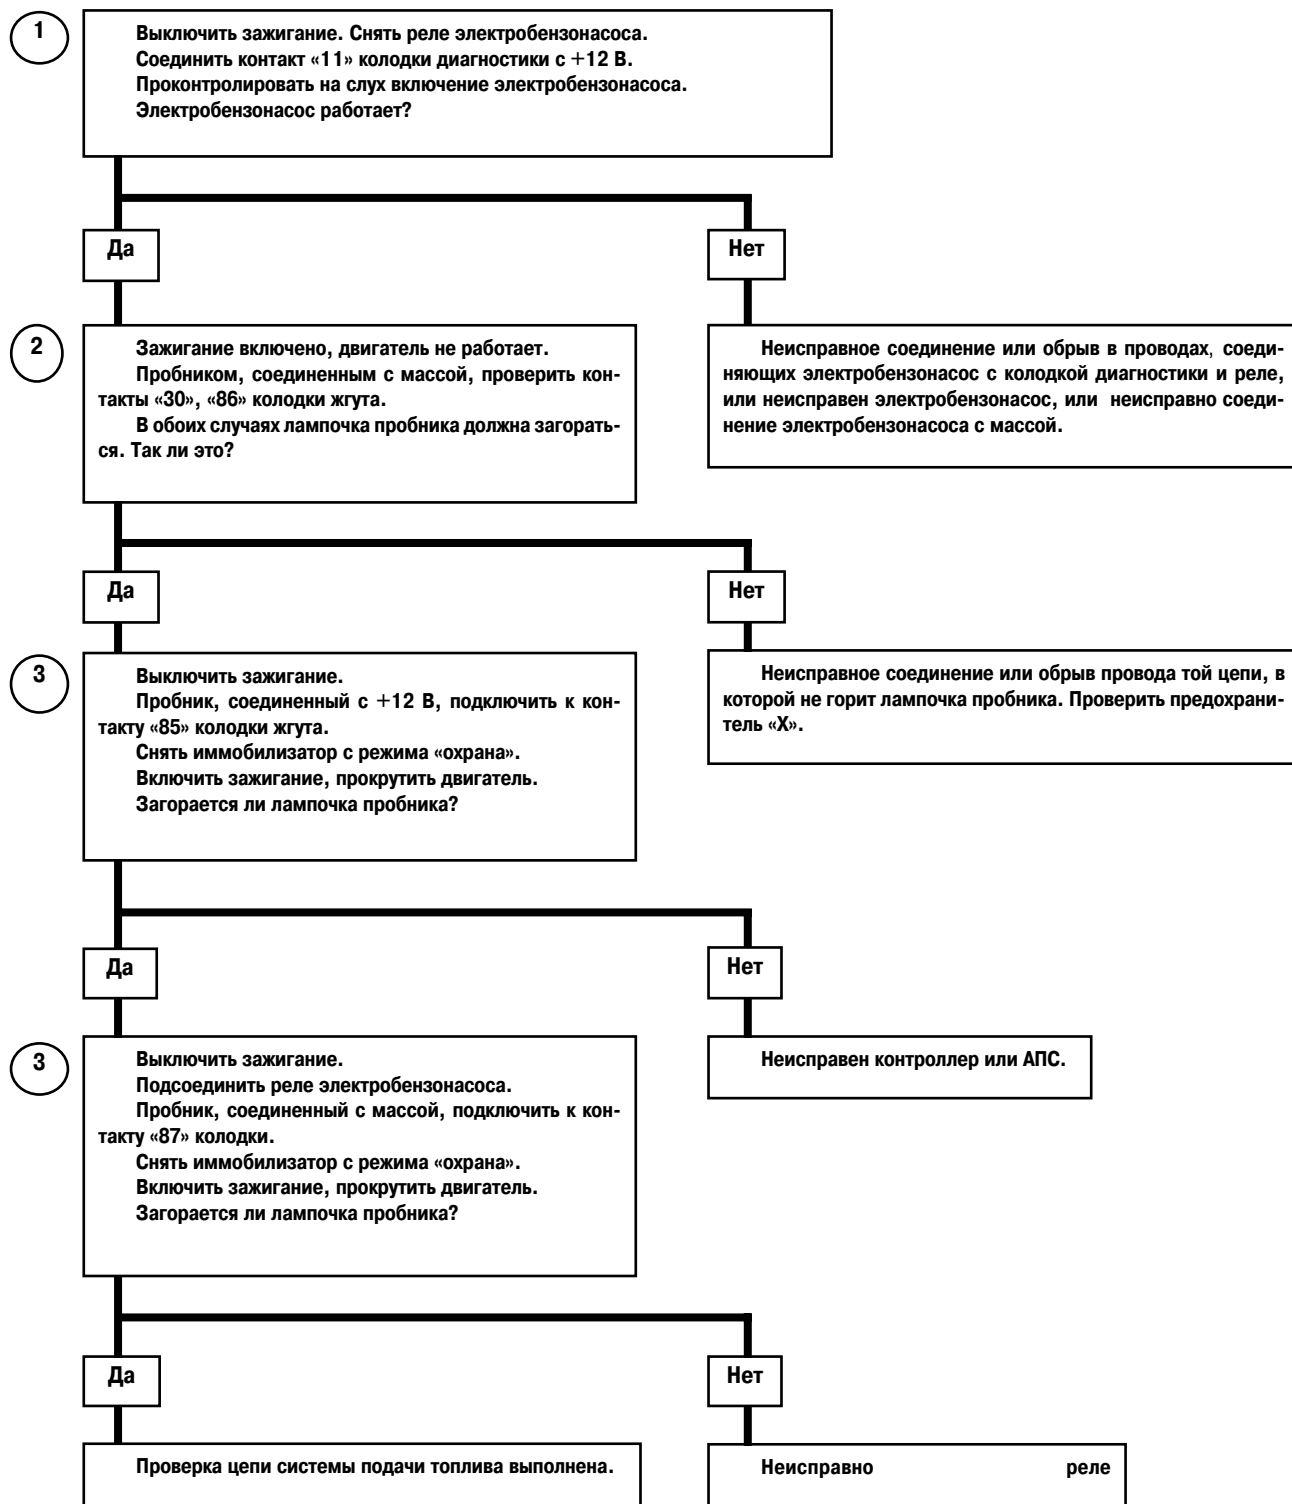 1
Выключить зажигание. Снять реле электробензонасоса.
Соединить контакт «11» колодки диагностики с +12 В.
Проконтролировать на слух включение электробензонасоса.
Электробензонасос работает?
Да
Нет
2
Зажигание включено, двигатель не работает.
Пробником, соединенным с массой, проверить кон-
такты «30», «86» колодки жгута.
В обоих случаях лампочка пробника должна загорать-
ся. Так ли это?
Неисправное соединение или обрыв в проводах, соеди-
няющих электробензонасос с колодкой диагностики и реле,
или неисправен электробензонасос, или неисправно соеди-
нение электробензонасоса с массой.
Да
Нет
3
Выключить зажигание.
Пробник, соединенный с +12 В, подключить к кон-
такту «85» колодки жгута.
Снять иммобилизатор с режима «охрана».
Включить зажигание, прокрутить двигатель.
Загорается ли лампочка пробника?
Неисправное соединение или обрыв провода той цепи, в
которой не горит лампочка пробника. Проверить предохрани-
тель «X».
Да
Нет
3
Выключить зажигание.
Подсоединить реле электробензонасоса.
Пробник, соединенный с массой, подключить к кон-
такту «87» колодки.
Снять иммобилизатор с режима «охрана».
Включить зажигание, прокрутить двигатель.
Загорается ли лампочка пробника?
Неисправен контроллер или АПС.
Да
Нет
Проверка цепи системы подачи топлива выполнена.
Неисправно реле